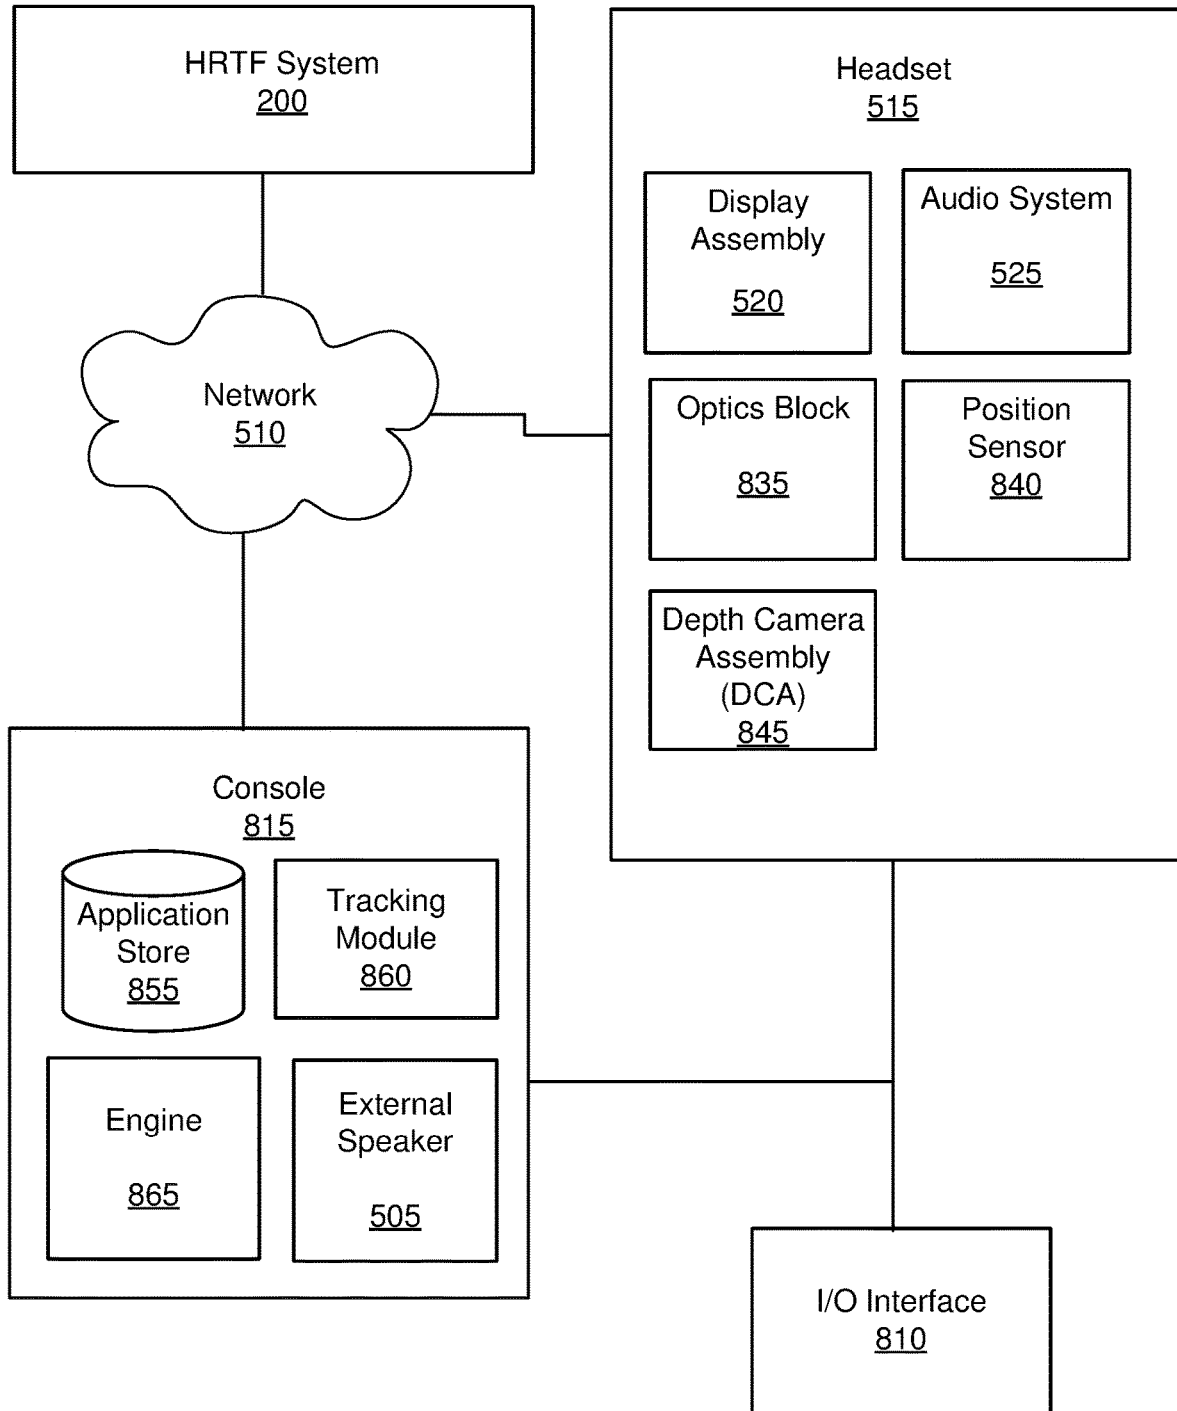 HRTF System
200
Headset
515
Display
Assembly
520
Audio System
525
Network
510
Optics Block
835
Position
Sensor
840
Depth Camera
Assembly
(DCA)
845
Console
815
Application
Store
855
Tracking
Module
860
Engine
865
External
Speaker
505
I/O Interface
810